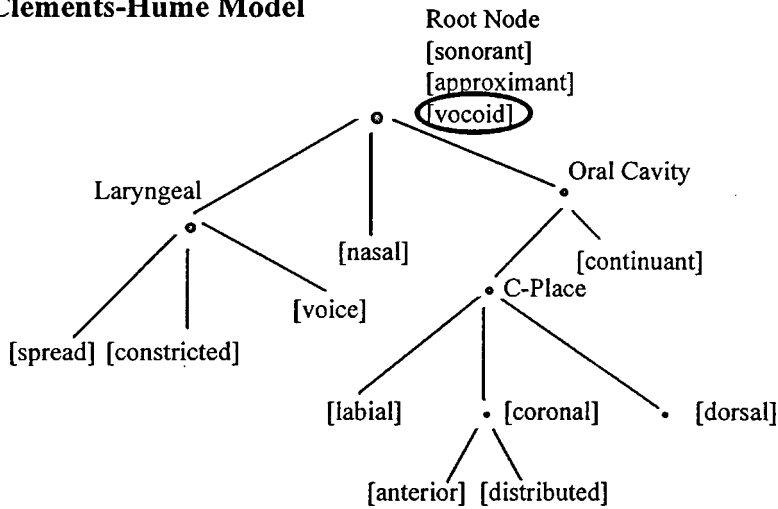 Clements-Hume Model
Root Node
[sonorant]
[approximant]
[vocoid]
Laryngeal
Oral Cavity
[nasal]
[continuant]
C-Place
[voice]
[spread] [constricted]
[labial]
[coronal]
[dorsal]
[anterior] [distributed]